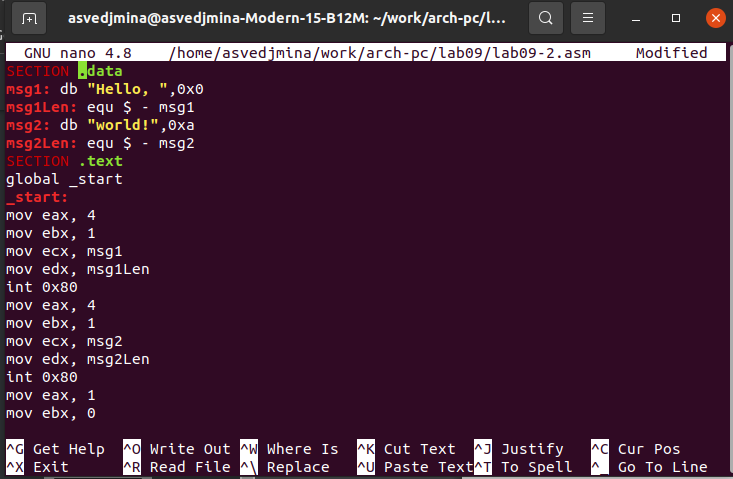 asvedjmina@asvedjmina-Modern-15-B12M: ~/work/arch-pc/l...
GNU nano 4.8 /home/asvedjmina/work/arch-pc/lab09/lab09-2.asm Modified
SECTION .data
msg1: db "Hello, ",0x0
msg1Len: equ $ - msg1
msg2: db "world!",0xa
msg2Len: equ $ - msg2
SECTION .text
global _start
_start:
mov eax, 4
mov ebx, 1
mov ecx, msg1
mov edx, msg1Len
int 0x80
mov eax, 4
mov ebx, 1
mov ecx, msg2
mov edx, msg2Len
int 0x80
mov eax, 1
mov ebx, 0
^G Get Help ^O Write Out ^W Where Is ^K Cut Text ^J Justify ^C Cur Pos
^X Exit ^R Read File ^\ Replace ^U Paste Text ^T To Spell ^_ Go To Line